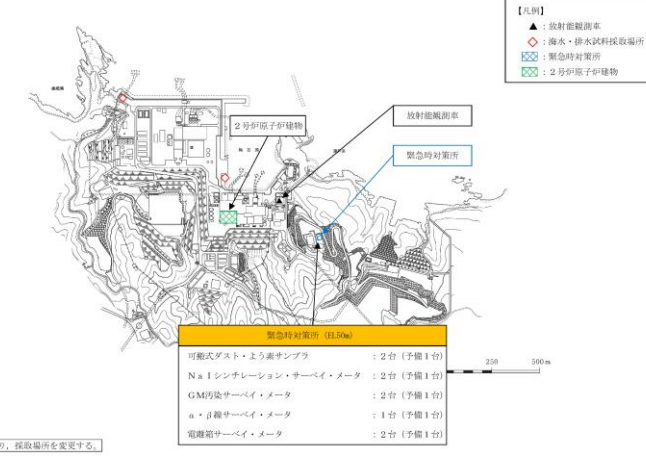 【凡例】
▲：放射能観測車
◇：海水・排水試料採取場所
：緊急時対策所
：２号炉原子炉建物
放射能観測車
２号炉原子炉建物
緊急時対策所
緊急時対策所（EL50m）
可搬式ダスト・よう素サンプラ　：２台（予備１台）
ＮａＩシンチレーション・サーベイ・メータ　：２台（予備１台）
ＧＭ汚染サーベイ・メータ　：２台（予備１台）
α・β線サーベイ・メータ　：１台（予備１台）
電離箱サーベイ・メータ　：２台（予備１台）
250　500m
り，採取場所を変更する。